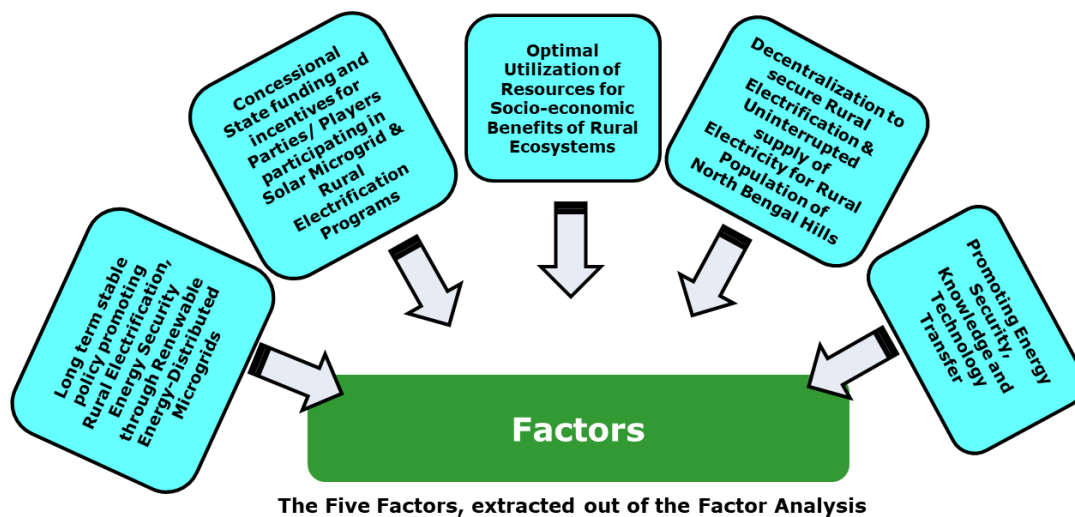 Long term stable
policy promoting
Rural Electrification,
Energy Security
through Renewable
Energy-Distributed
Microgrids
Concessional
State funding and
incentives for
Parties/ Players
participating in
Solar Microgrid &
Rural
Electrification
Programs
Optimal
Utilization of
Resources for
Socio-economic
Benefits of Rural
Ecosystems
Decentralization to
secure Rural
Electrification &
Uninterrupted
supply of
Electricity for Rural
Population of
North Bengal Hills
Promoting Energy
Security,
Knowledge and
Technology
Transfer
Factors
The Five Factors, extracted out of the Factor Analysis